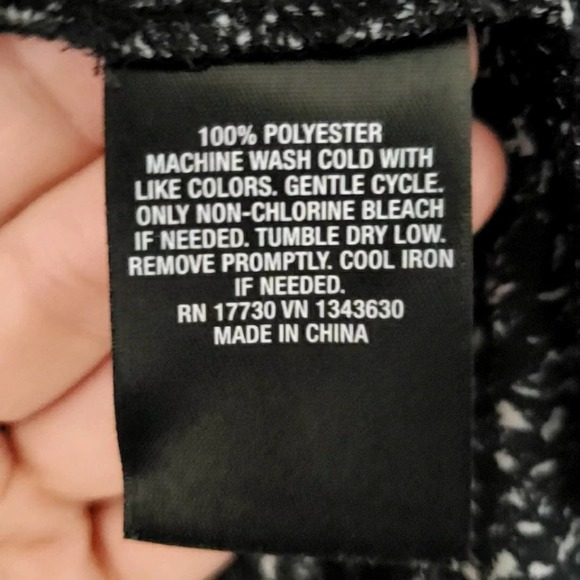 100% POLYESTER
MACHINE WASH COLD WITH
LIKE COLORS. GENTLE CYCLE.
ONLY NON-CHLORINE BLEACH
IF NEEDED. TUMBLE DRY LOW.
REMOVE PROMPTLY. COOL IRON
IF NEEDED.
RN 17730 VN 1343630
MADE IN CHINA